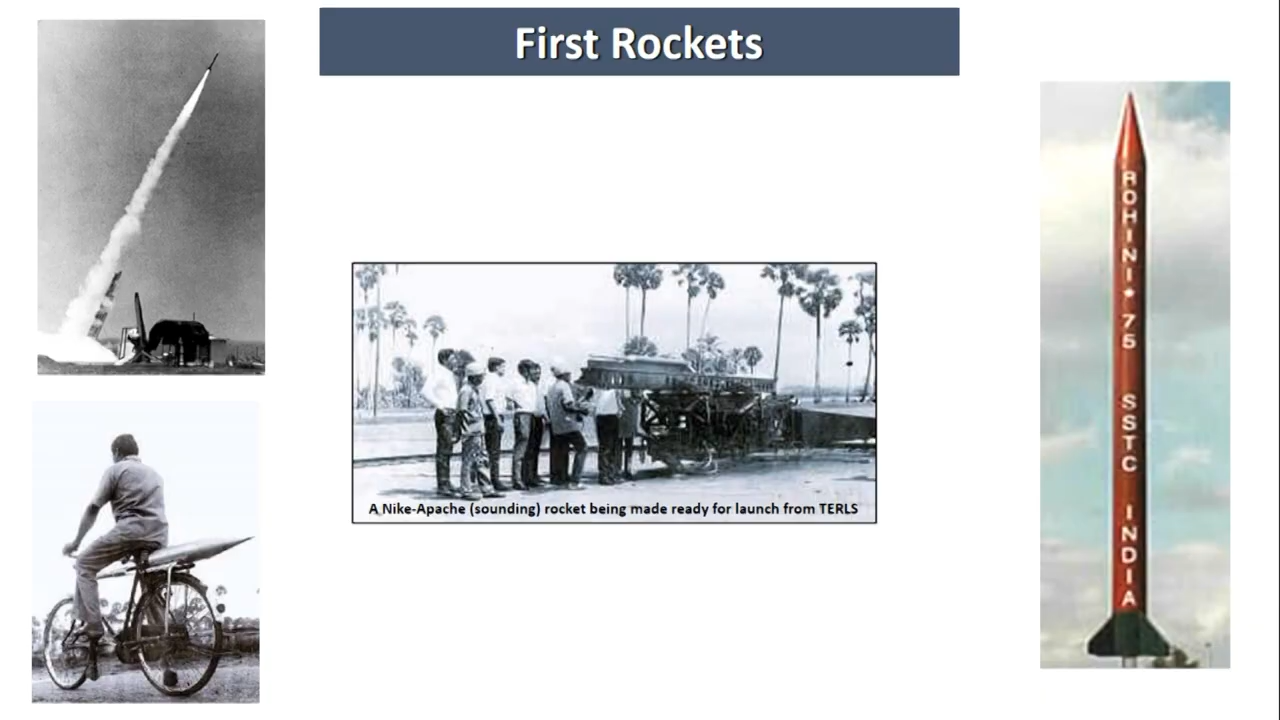 First Rockets
A Nike-Apache (sounding) rocket being made ready for launch from TERLS
ROHINI★75 SSTC INDIA